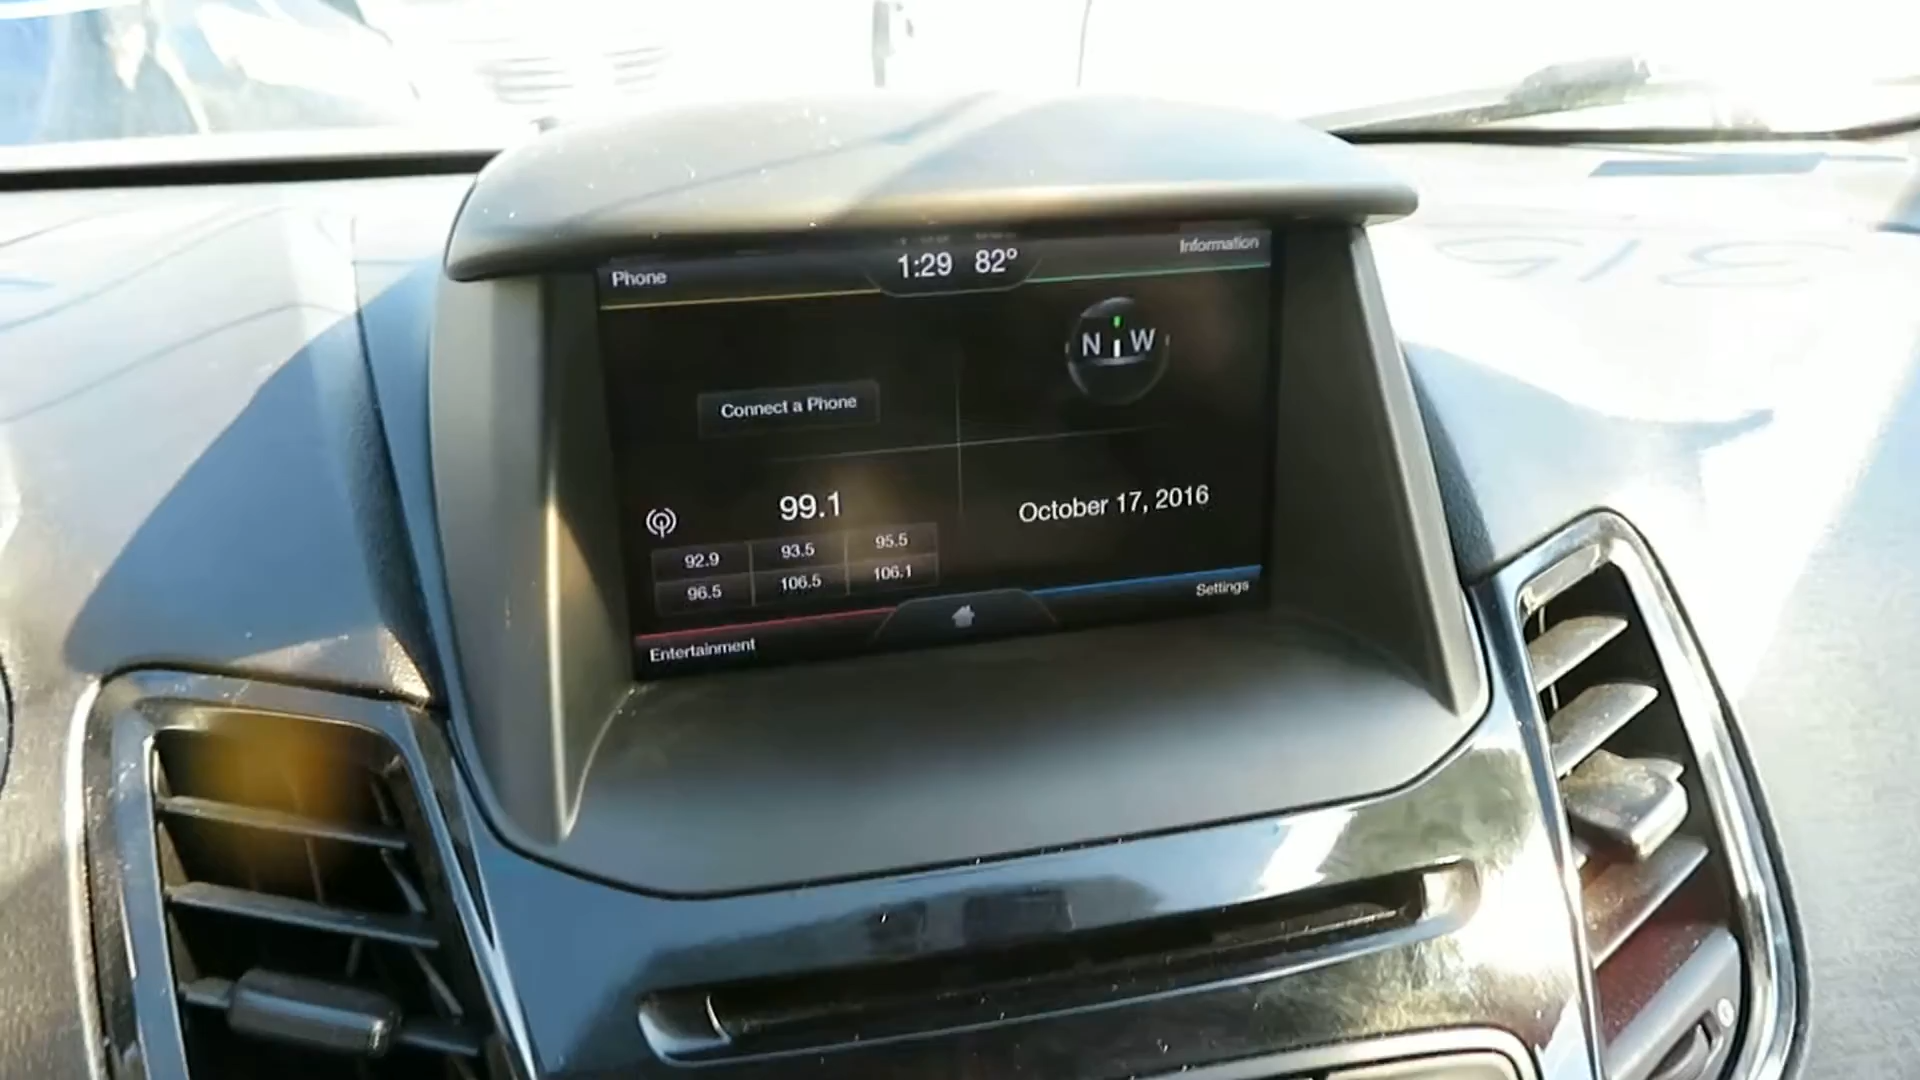 Phone
1:29 82°
Information
N W
Connect a Phone
99.1
October 17, 2016
92.9 93.5 95.5
96.5 106.5 106.1
Settings
Entertainment